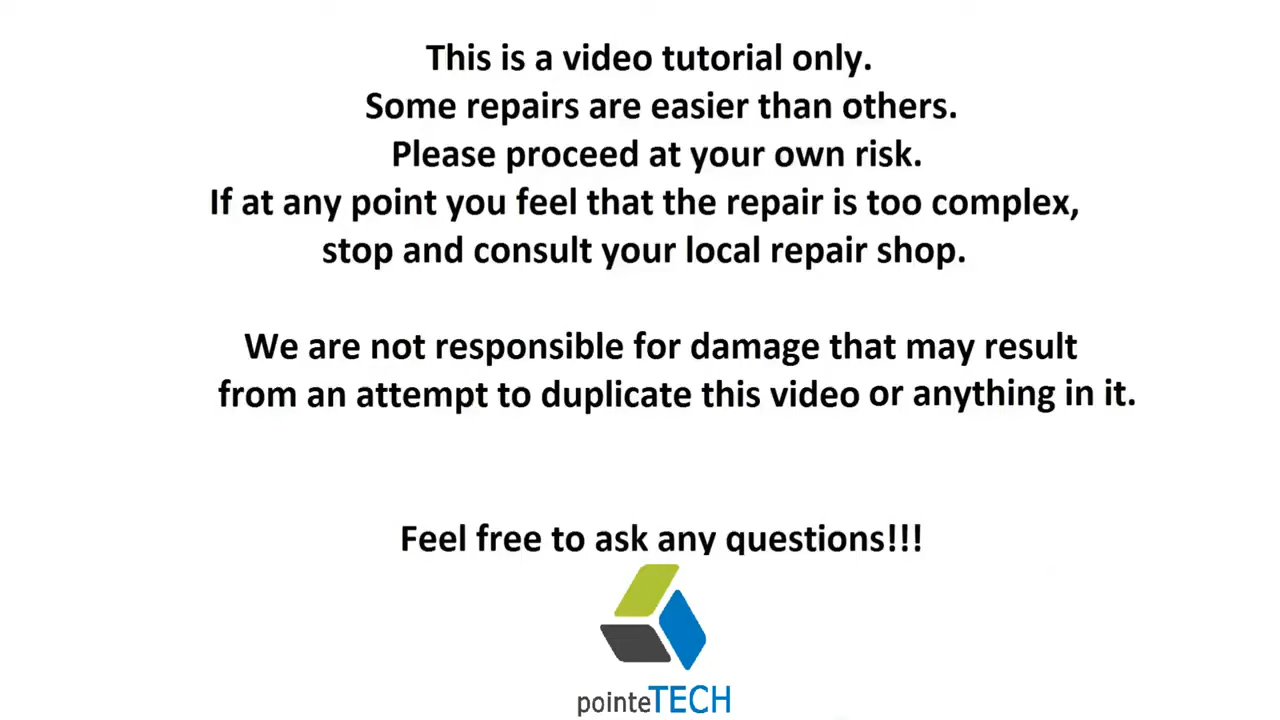 This is a video tutorial only.
Some repairs are easier than others.
Please proceed at your own risk.
If at any point you feel that the repair is too complex,
stop and consult your local repair shop.
We are not responsible for damage that may result
from an attempt to duplicate this video or anything in it.
Feel free to ask any questions!!!
pointeTECH